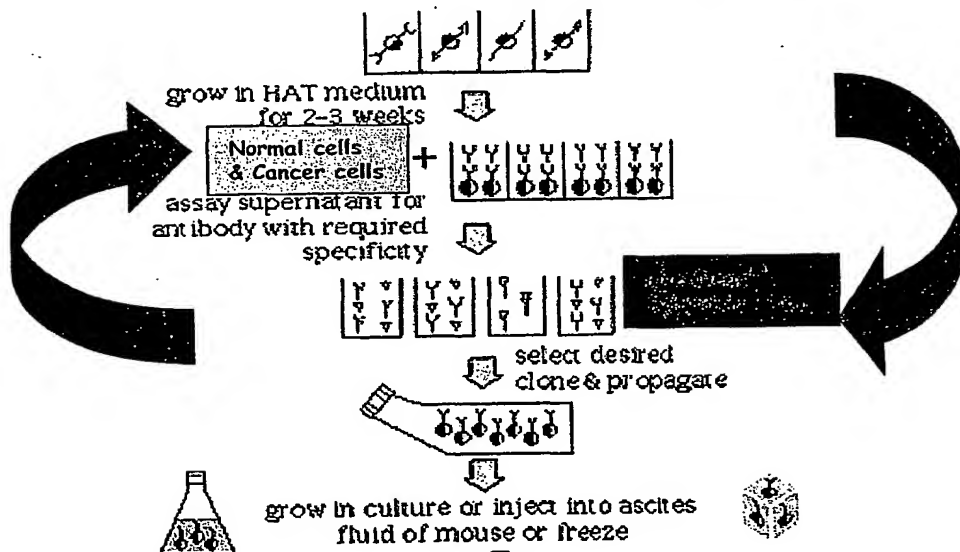 grow in HAT medium
for 2-3 weeks
Normal cells
& Cancer cells
+
assay supernatant for
antibody with required
specificity
select desired
clone & propagate
grow in culture or inject into ascites
fluid of mouse or freeze